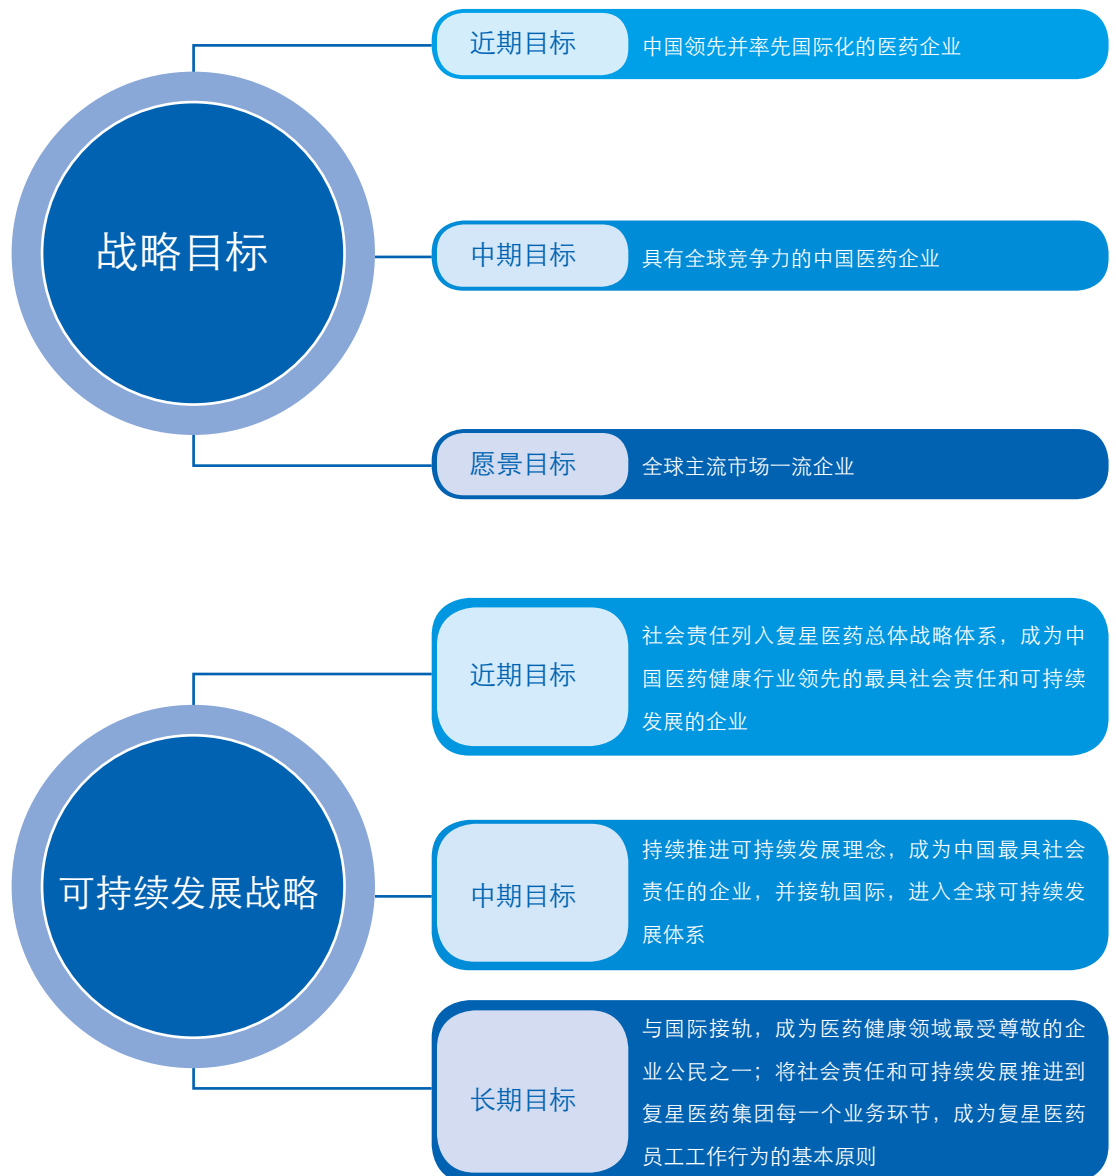 近期目标
中国领先并率先国际化的医药企业
战略目标
中期目标
具有全球竞争力的中国医药企业
愿景目标
全球主流市场一流企业
近期目标
社会责任列入复星医药总体战略体系，成为中
国医药健康行业领先的最具社会责任和可持续
发展的企业
可持续发展战略
中期目标
持续推进可持续发展理念，成为中国最具社会
责任的企业，并接轨国际，进入全球可持续发
展体系
长期目标
与国际接轨，成为医药健康领域最受尊敬的企
业公民之一；将社会责任和可持续发展推进到
复星医药集团每一个业务环节，成为复星医药
员工工作行为的基本原则